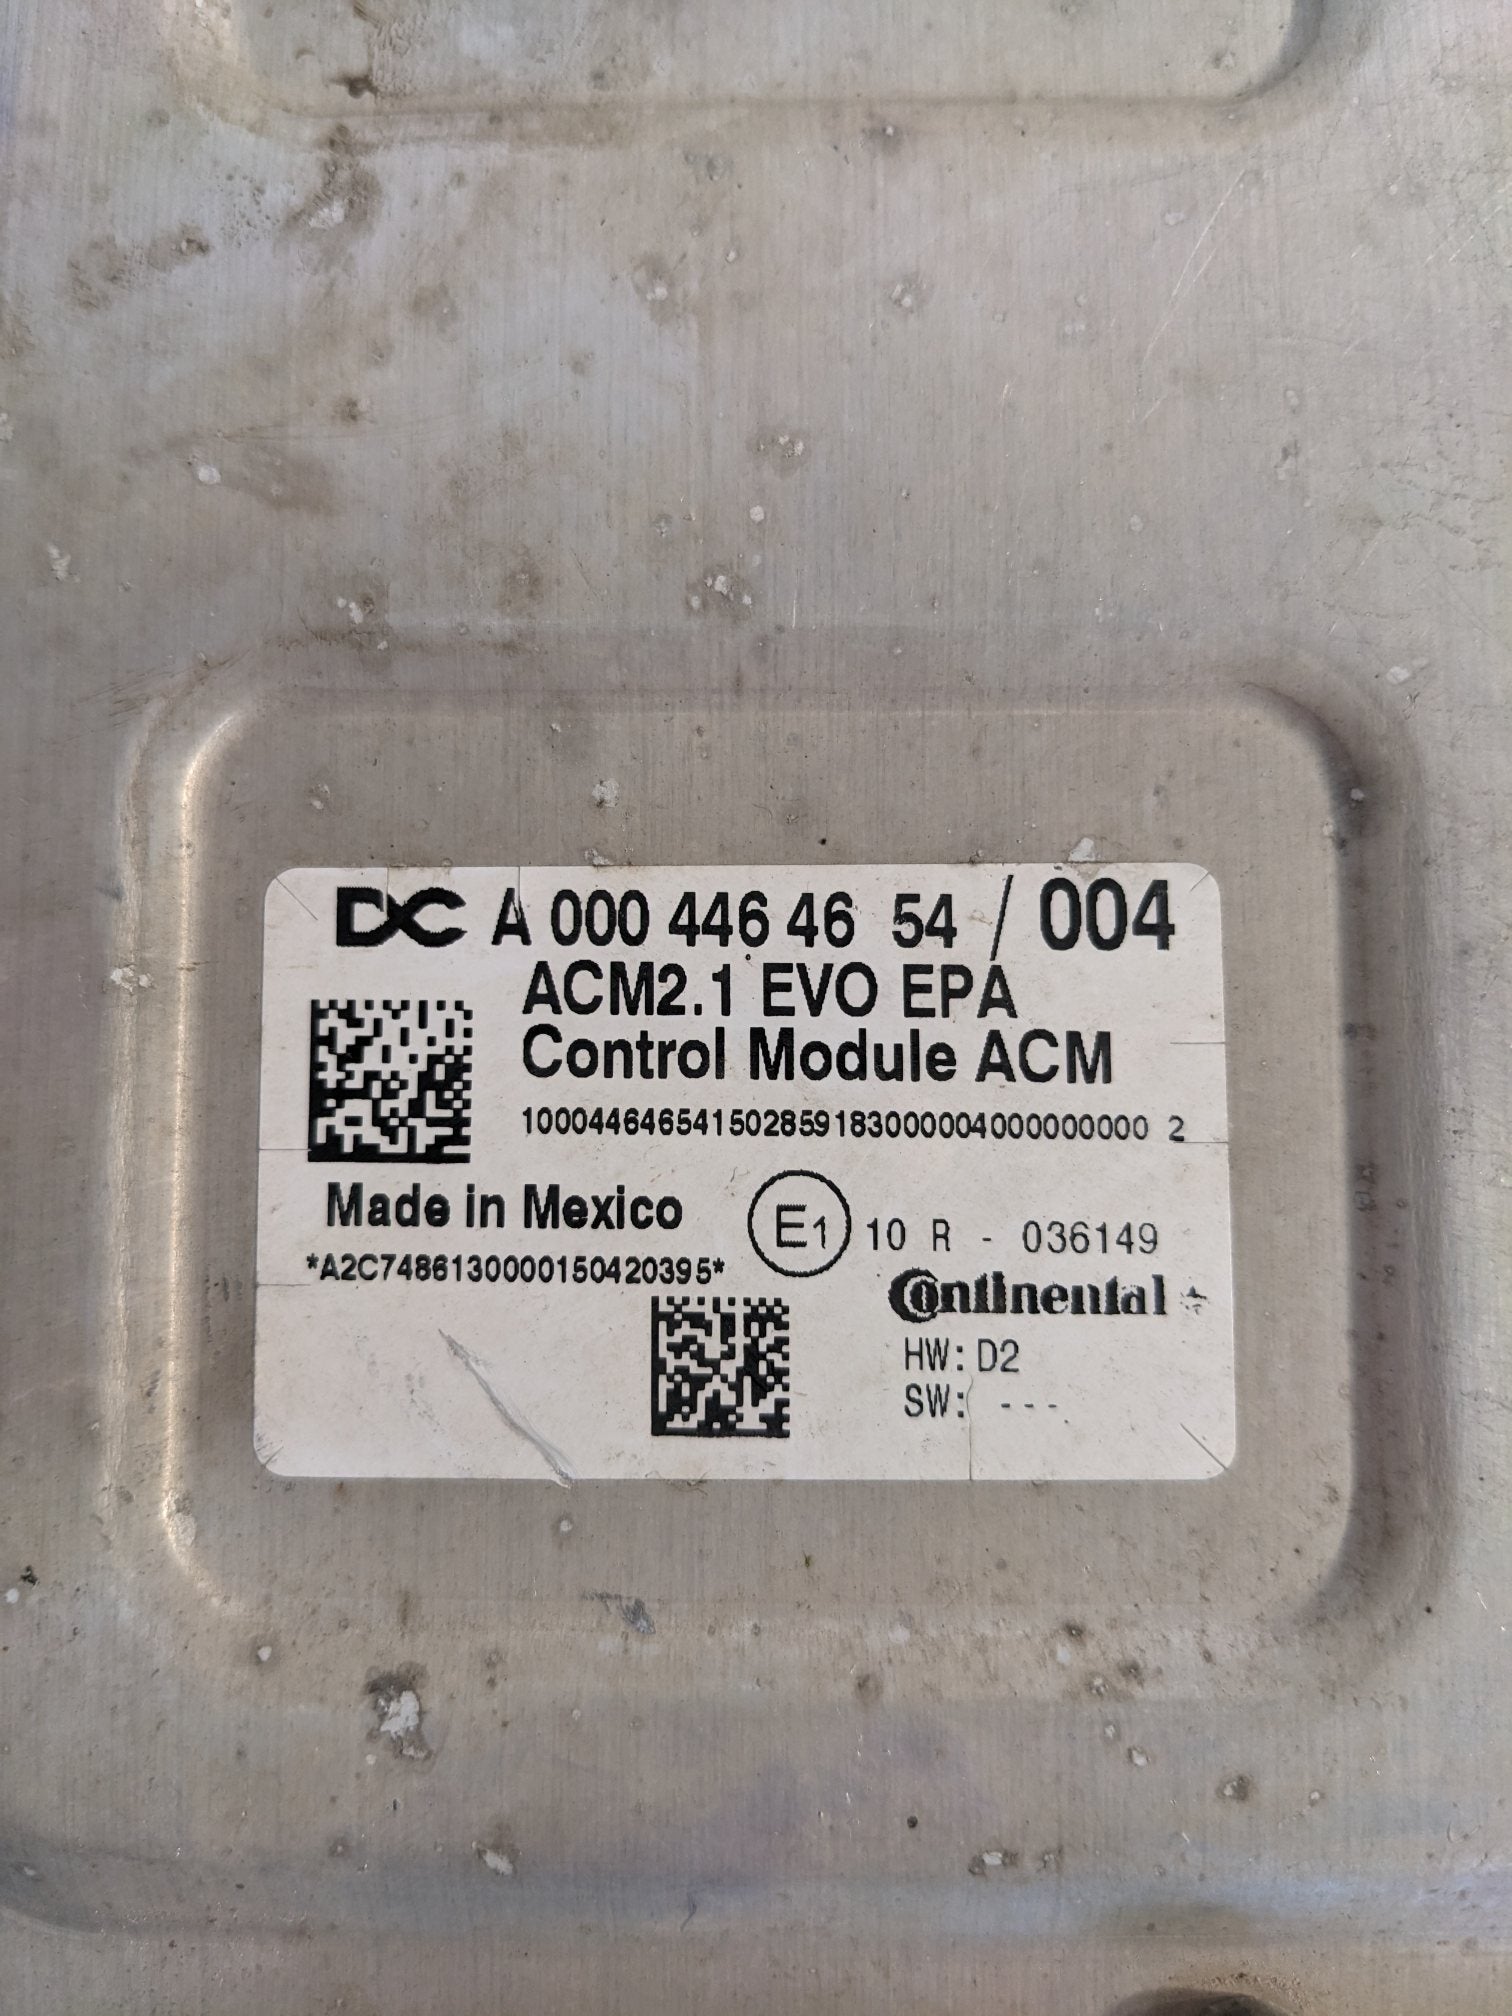 DC A 000 446 46 54 / 004
ACM2.1 EVO EPA
Control Module ACM
10004464654150285918300000400000000 2
Made in Mexico
E1 10 R - 036149
*A2C7486130000150420395*
Continental
HW: D2
SW: ---